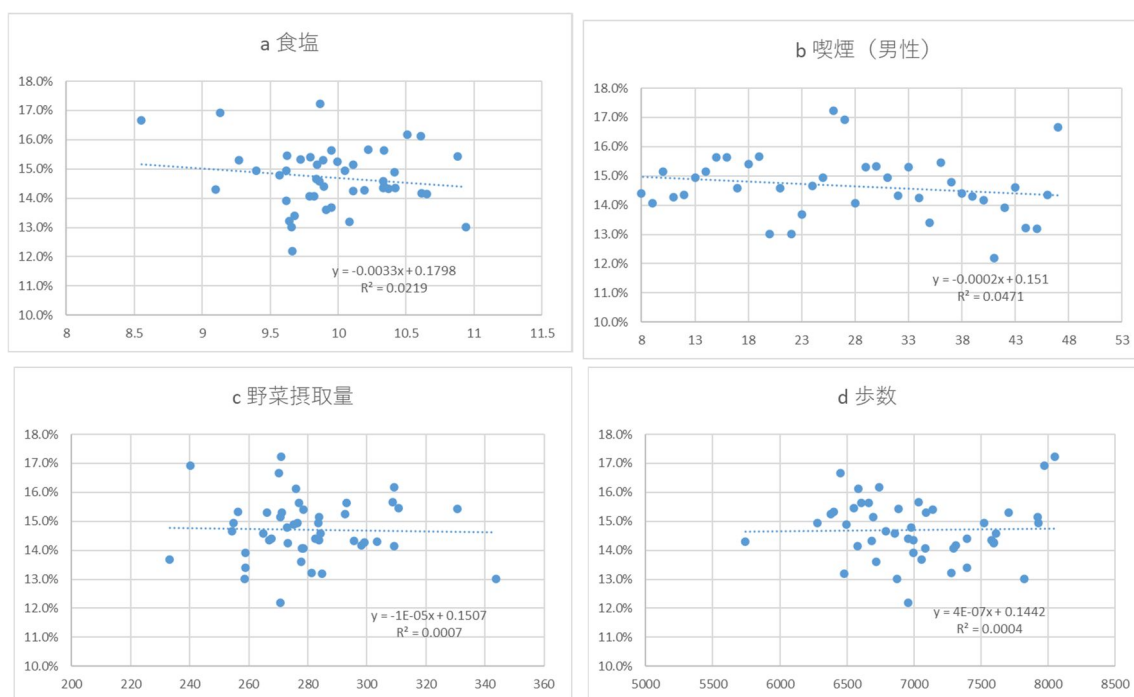 a 食塩
18.0%
17.0%
16.0%
15.0%
14.0%
13.0%
12.0%
11.0%
10.0%
y = -0.0033x + 0.1798
R² = 0.0219
8 8.5 9 9.5 10 10.5 11 11.5
b 喫煙（男性）
18.0%
17.0%
16.0%
15.0%
14.0%
13.0%
12.0%
11.0%
10.0%
y = -0.0002x + 0.151
R² = 0.0471
8 13 18 23 28 33 38 43 48 53
c 野菜摂取量
18.0%
17.0%
16.0%
15.0%
14.0%
13.0%
12.0%
11.0%
10.0%
y = -1E-05x + 0.1507
R² = 0.0007
200 220 240 260 280 300 320 340 360
d 歩数
18.0%
17.0%
16.0%
15.0%
14.0%
13.0%
12.0%
11.0%
10.0%
y = 4E-07x + 0.1442
R² = 0.0004
5000 5500 6000 6500 7000 7500 8000 8500